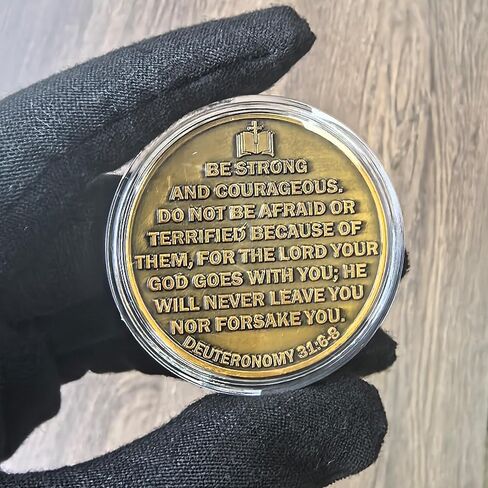 BE STRONG
AND COURAGEOUS.
DO NOT BE AFRAID OR
TERRIFIED BECAUSE OF
THEM, FOR THE LORD YOUR
GOD GOES WITH YOU; HE
WILL NEVER LEAVE YOU
NOR FORSAKE YOU.
DEUTERONOMY 31:6-8